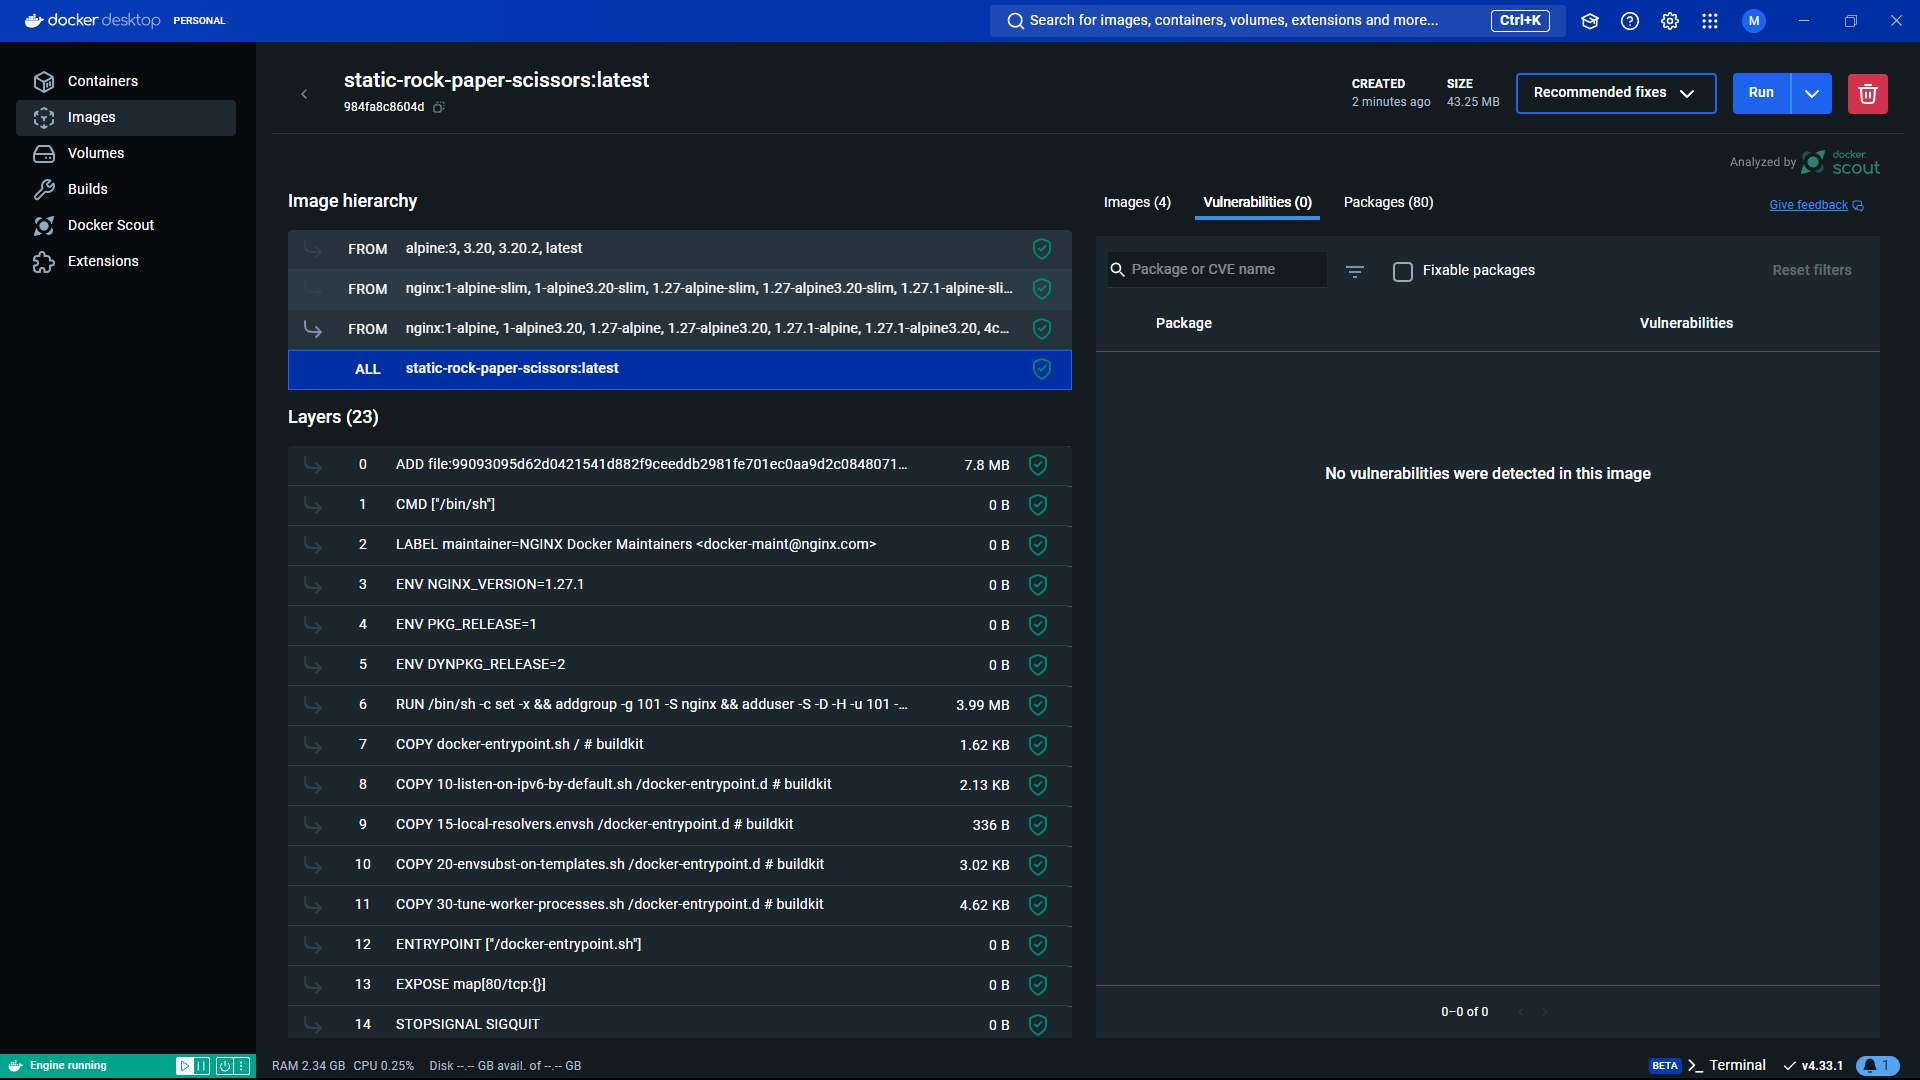 docker desktop PERSONAL
Search for images, containers, volumes, extensions and more...
Ctrl+K
M
Containers
Images
Volumes
Builds
Docker Scout
Extensions
static-rock-paper-scissors:latest
984fa8c8604d
CREATED
2 minutes ago
SIZE
43.25 MB
Recommended fixes
Run
Analyzed by docker scout
Image hierarchy
FROM alpine:3, 3.20, 3.20.2, latest
FROM nginx:1-alpine-slim, 1-alpine3.20-slim, 1.27-alpine-slim, 1.27-alpine3.20-slim, 1.27.1-alpine-sli...
FROM nginx:1-alpine, 1-alpine3.20, 1.27-alpine, 1.27-alpine3.20, 1.27.1-alpine, 1.27.1-alpine3.20, 4c...
ALL static-rock-paper-scissors:latest
Layers (23)
0 ADD file:99093095d62d0421541d882f9ceeddb2981fe701ec0aa9d2c0848071... 7.8 MB
1 CMD ["/bin/sh"] 0 B
2 LABEL maintainer=NGINX Docker Maintainers <docker-maint@nginx.com> 0 B
3 ENV NGINX_VERSION=1.27.1 0 B
4 ENV PKG_RELEASE=1 0 B
5 ENV DYNPKG_RELEASE=2 0 B
6 RUN /bin/sh -c set -x && addgroup -g 101 -S nginx && adduser -S -D -H -u 101 -... 3.99 MB
7 COPY docker-entrypoint.sh / # buildkit 1.62 KB
8 COPY 10-listen-on-ipv6-by-default.sh /docker-entrypoint.d # buildkit 2.13 KB
9 COPY 15-local-resolvers.envsh /docker-entrypoint.d # buildkit 336 B
10 COPY 20-envsubst-on-templates.sh /docker-entrypoint.d # buildkit 3.02 KB
11 COPY 30-tune-worker-processes.sh /docker-entrypoint.d # buildkit 4.62 KB
12 ENTRYPOINT ["/docker-entrypoint.sh"] 0 B
13 EXPOSE map[80/tcp:{}] 0 B
14 STOPSIGNAL SIGQUIT 0 B
Images (4)
Vulnerabilities (0)
Packages (80)
Give feedback
Package or CVE name
Fixable packages
Reset filters
Package
Vulnerabilities
No vulnerabilities were detected in this image
0–0 of 0
Engine running
RAM 2.34 GB CPU 0.25% Disk --.-- GB avail. of --.-- GB
BETA >_ Terminal
v4.33.1
1